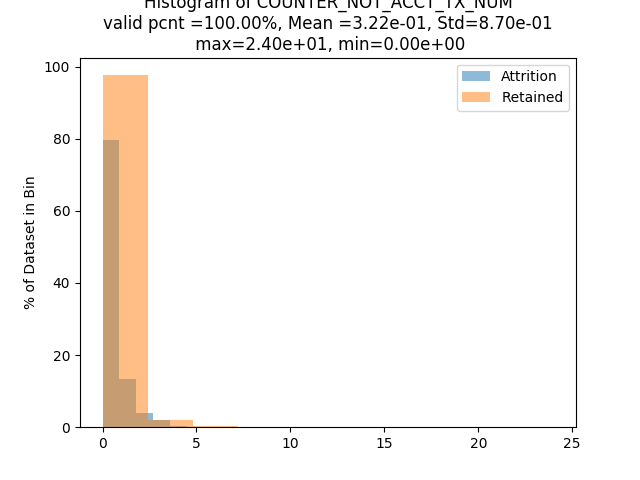 Histogram of COUNTER_NOT_ACCT_TX_NUM
valid pcnt =100.00%, Mean =3.22e-01, Std=8.70e-01
max=2.40e+01, min=0.00e+00
Attrition
Retained
% of Dataset in Bin
100
80
60
40
20
0
0 5 10 15 20 25